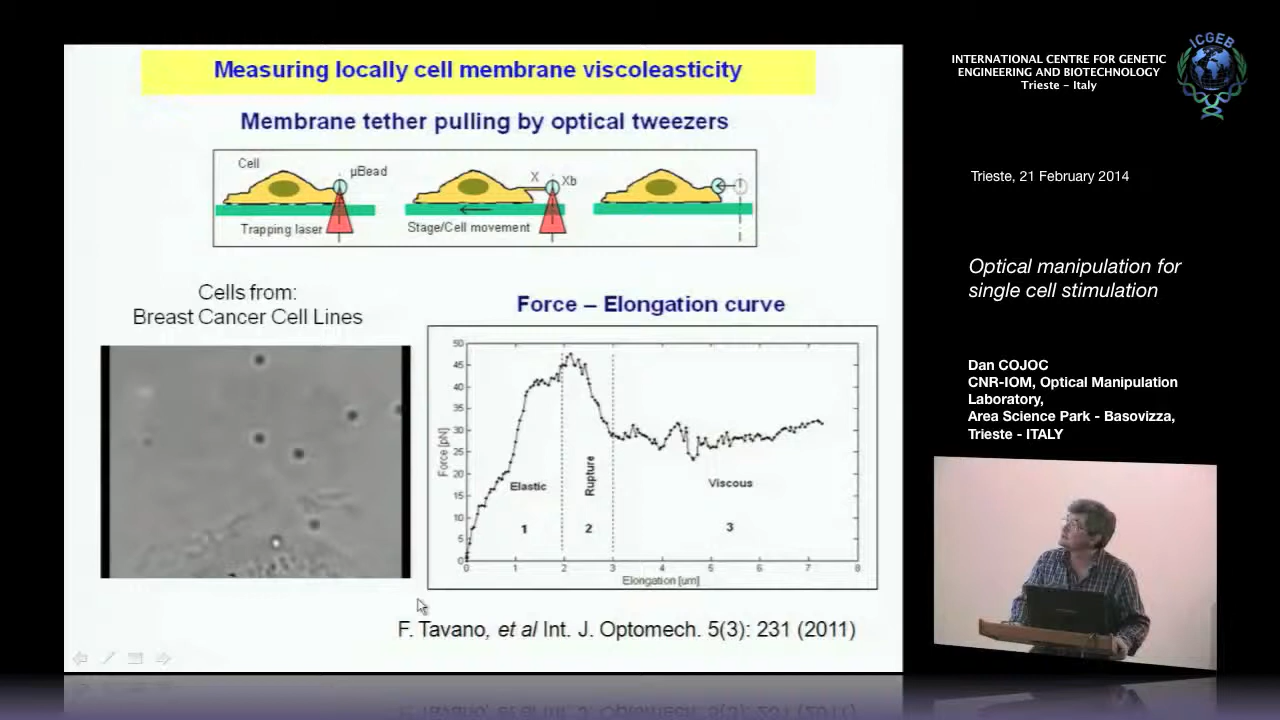 Measuring locally cell membrane viscoleasticity
Membrane tether pulling by optical tweezers
Cell
µBead
X
Xb
Trapping laser
Stage/Cell movement
Cells from:
Breast Cancer Cell Lines
Force – Elongation curve
50
45
40
35
30
25
20
15
10
5
0
Force [pN]
Elastic
Rupture
Viscous
1
2
3
0
1
2
3
4
5
6
7
8
Elongation [um]
F. Tavano, et al Int. J. Optomech. 5(3): 231 (2011)
INTERNATIONAL CENTRE FOR GENETIC
ENGINEERING AND BIOTECHNOLOGY
Trieste - Italy
ICGEB
Trieste, 21 February 2014
Optical manipulation for
single cell stimulation
Dan COJOC
CNR-IOM, Optical Manipulation
Laboratory,
Area Science Park - Basovizza,
Trieste - ITALY